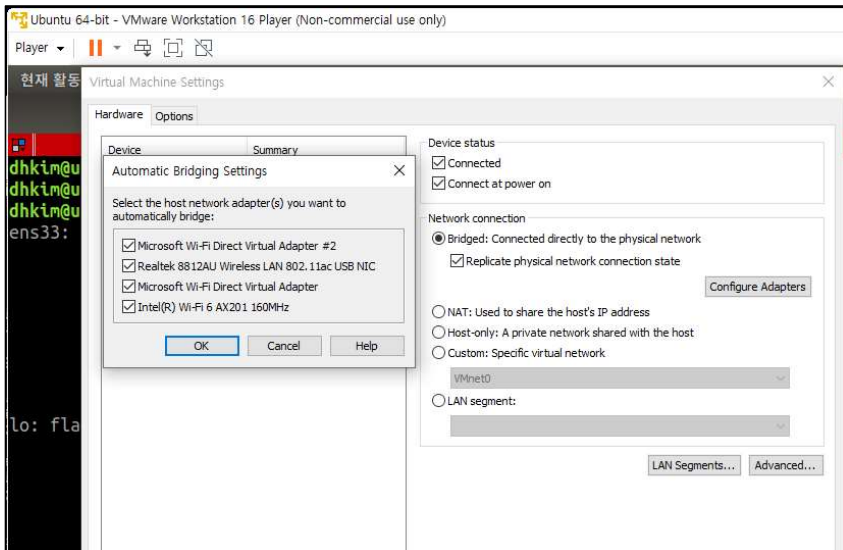 Ubuntu 64-bit - VMware Workstation 16 Player (Non-commercial use only)
Player
현재 활동
Virtual Machine Settings
Hardware Options
Device Summary
dhkim@u
dhkim@u
dhkim@u
ens33:
lo: fla
Automatic Bridging Settings
Select the host network adapter(s) you want to
automatically bridge:
Microsoft Wi-Fi Direct Virtual Adapter #2
Realtek 8812AU Wireless LAN 802.11ac USB NIC
Microsoft Wi-Fi Direct Virtual Adapter
Intel(R) Wi-Fi 6 AX201 160MHz
OK Cancel Help
Device status
Connected
Connect at power on
Network connection
Bridged: Connected directly to the physical network
Replicate physical network connection state
Configure Adapters
NAT: Used to share the host's IP address
Host-only: A private network shared with the host
Custom: Specific virtual network
VMnet0
LAN segment:
LAN Segments... Advanced...